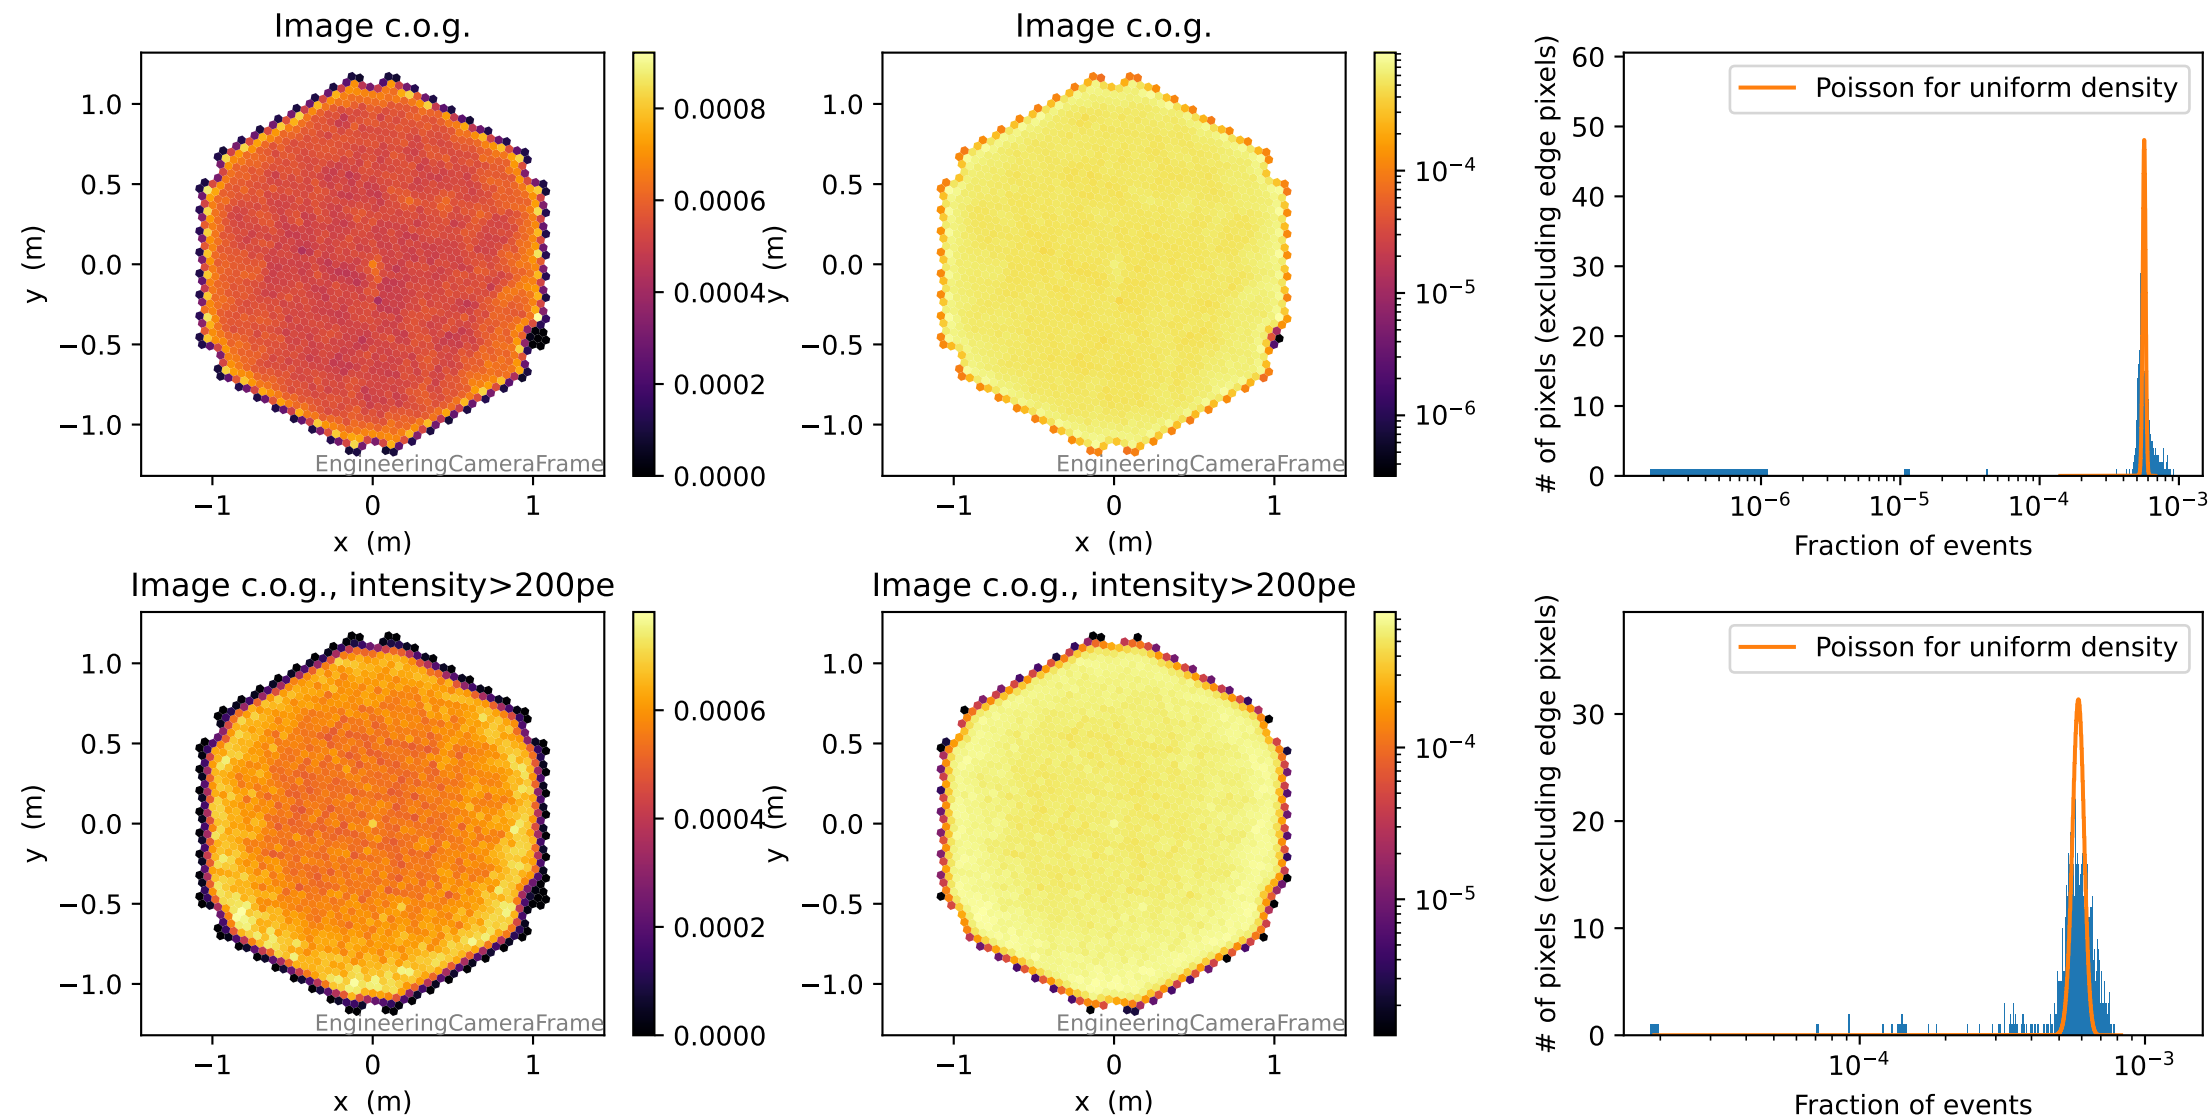 Image c.o.g.
y (m)
1.0
0.5
0.0
−0.5
−1.0
−1
0
1
x (m)
EngineeringCameraFrame
0.0008
0.0006
0.0004
0.0002
0.0000
Image c.o.g.
y (m)
1.0
0.5
0.0
−0.5
−1.0
−1
0
1
x (m)
EngineeringCameraFrame
10⁻⁴
10⁻⁵
10⁻⁶
# of pixels (excluding edge pixels)
60
50
40
30
20
10
0
Poisson for uniform density
10⁻⁶
10⁻⁵
10⁻⁴
10⁻³
Fraction of events
Image c.o.g., intensity>200pe
y (m)
1.0
0.5
0.0
−0.5
−1.0
−1
0
1
x (m)
EngineeringCameraFrame
0.0006
0.0004
0.0002
0.0000
Image c.o.g., intensity>200pe
y (m)
1.0
0.5
0.0
−0.5
−1.0
−1
0
1
x (m)
EngineeringCameraFrame
10⁻⁴
10⁻⁵
# of pixels (excluding edge pixels)
30
20
10
0
Poisson for uniform density
10⁻⁴
10⁻³
Fraction of events